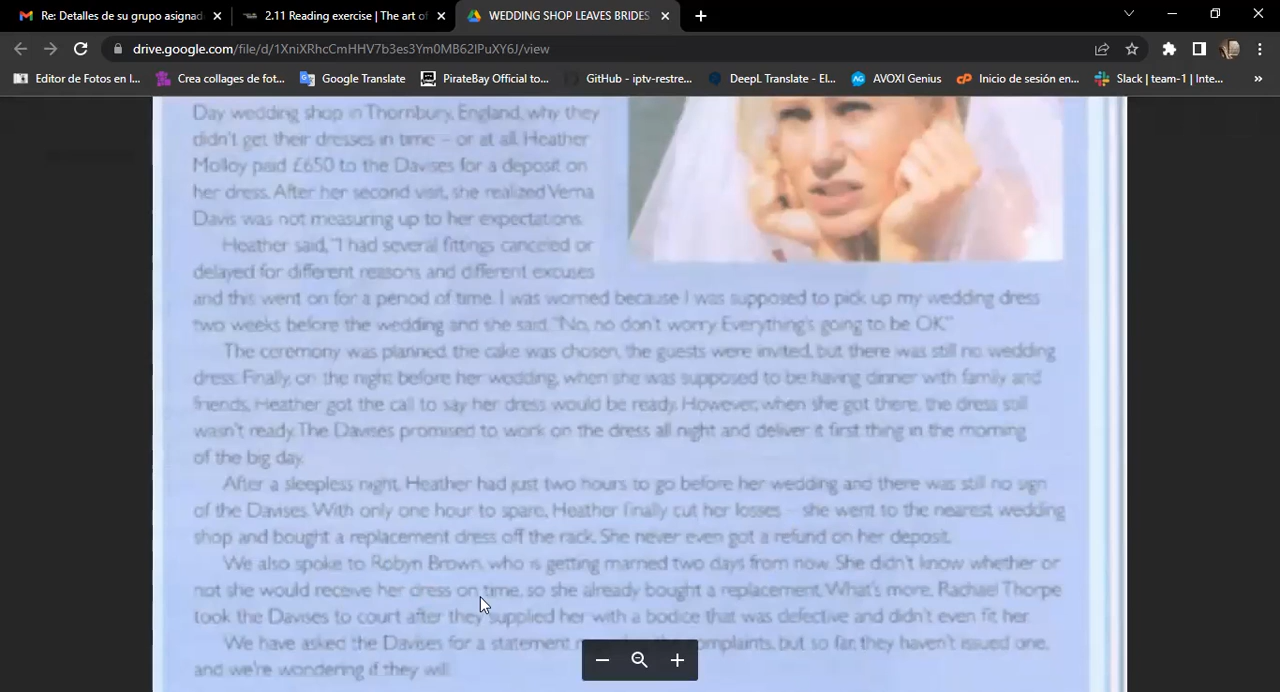 Re: Detalles de su grupo asignad
2.11 Reading exercise | The art of
WEDDING SHOP LEAVES BRIDES
drive.google.com/file/d/1XniXRhcCmHHV7b3es3Ym0MB62lPuXY6J/view
Editor de Fotos en l...
Crea collages de fot...
Google Translate
PirateBay Official to...
GitHub - iptv-restre...
DeepL Translate - El...
AVOXI Genius
Inicio de sesión en...
Slack | team-1 | Inte...
»
Day wedding shop in Thornbury, England, why they
didn't get their dresses in time – or at all. Heather
Molloy paid £650 to the Davises for a deposit on
her dress. After her second visit, she realized Verna
Davis was not measuring up to her expectations.
Heather said, "I had several fittings canceled or
delayed for different reasons and different excuses
and this went on for a period of time. I was worried because I was supposed to pick up my wedding dress
two weeks before the wedding and she said, "No, no don't worry. Everything's going to be OK."
The ceremony was planned, the cake was chosen, the guests were invited, but there was still no wedding
dress. Finally, on the night before her wedding, when she was supposed to be having dinner with family and
friends, Heather got the call to say her dress would be ready. However, when she got there, the dress still
wasn't ready. The Davises promised to work on the dress all night and deliver it first thing in the morning
of the big day.
After a sleepless night, Heather had just two hours to go before her wedding and there was still no sign
of the Davises. With only one hour to spare, Heather finally cut her losses – she went to the nearest wedding
shop and bought a replacement dress off the rack. She never even got a refund on her deposit.
We also spoke to Robyn Brown, who is getting married two days from now. She didn't know whether or
not she would receive her dress on time, so she already bought a replacement. What's more, Rachael Thorpe
took the Davises to court after they supplied her with a bodice that was defective and didn't even fit her.
We have asked the Davises for a statement complaints, but so far, they haven't issued one,
and we're wondering if they will.